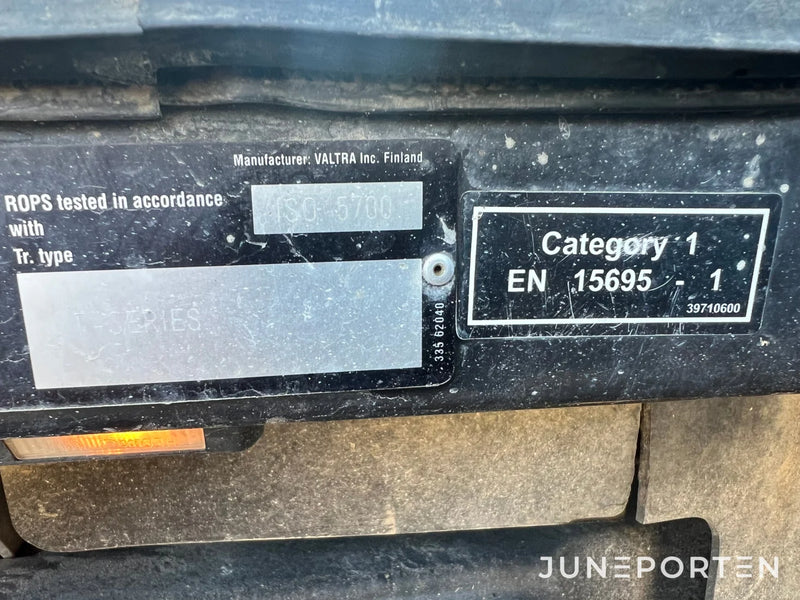 Manufacturer: VALTRA Inc. Finland
ROPS tested in accordance
with
ISO 5700
Tr. type
SERIES
335 62040
Category 1
EN 15695 - 1
39710600
JUNEPORTEN